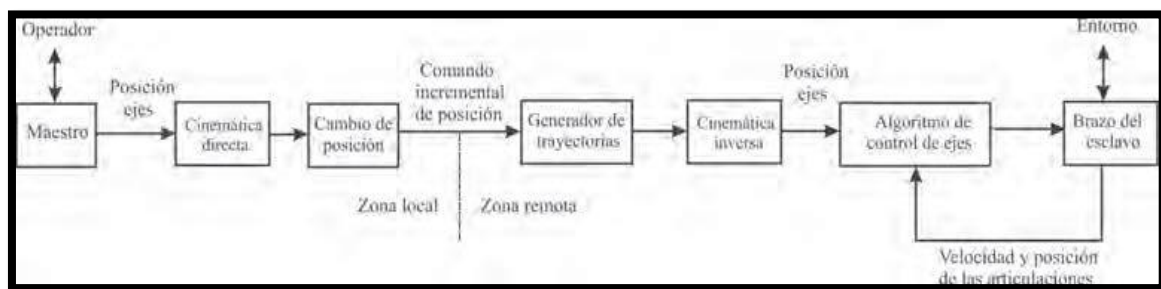 Operador
Entorno
Posición
ejes
Comando
incremental
de posición
Posición
ejes
Maestro
Cinemática
directa
Cambio de
posición
Generador de
trayectorias
Cinemática
inversa
Algoritmo de
control de ejes
Brazo del
esclavo
Zona local
Zona remota
Velocidad y posición
de las articulaciones